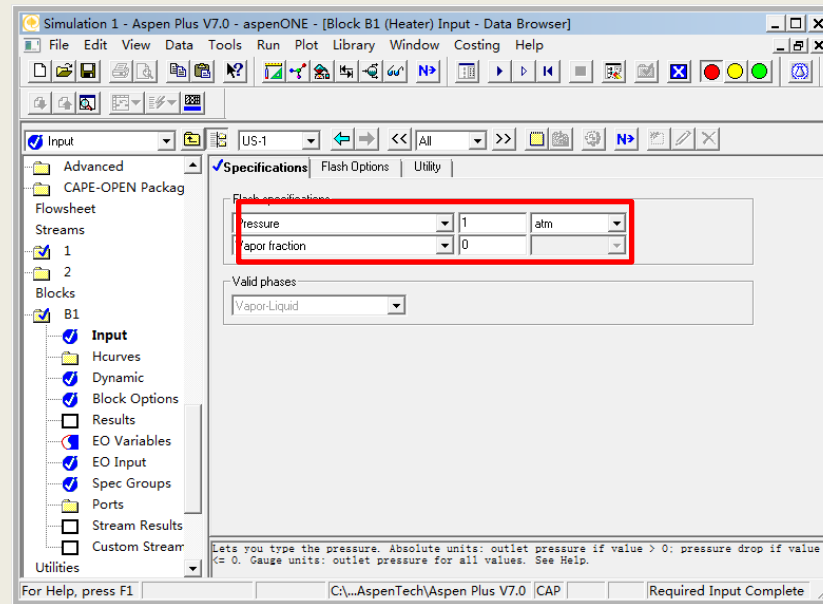 Simulation 1 - Aspen Plus V7.0 - aspenONE - [Block B1 (Heater) Input - Data Browser]
File Edit View Data Tools Run Plot Library Window Costing Help
Input US-1 << All >> N>
Advanced
CAPE-OPEN Packag
Flowsheet
Streams
1
2
Blocks
B1
Input
Hcurves
Dynamic
Block Options
Results
EO Variables
EO Input
Spec Groups
Ports
Stream Results
Custom Stream
Utilities
Specifications Flash Options Utility
Flash specifications
Pressure 1 atm
Vapor fraction 0
Valid phases
Vapor-Liquid
Lets you type the pressure. Absolute units: outlet pressure if value > 0; pressure drop if value
<= 0. Gauge units: outlet pressure for all values. See Help.
For Help, press F1 C:\...AspenTech\Aspen Plus V7.0 CAP Required Input Complete